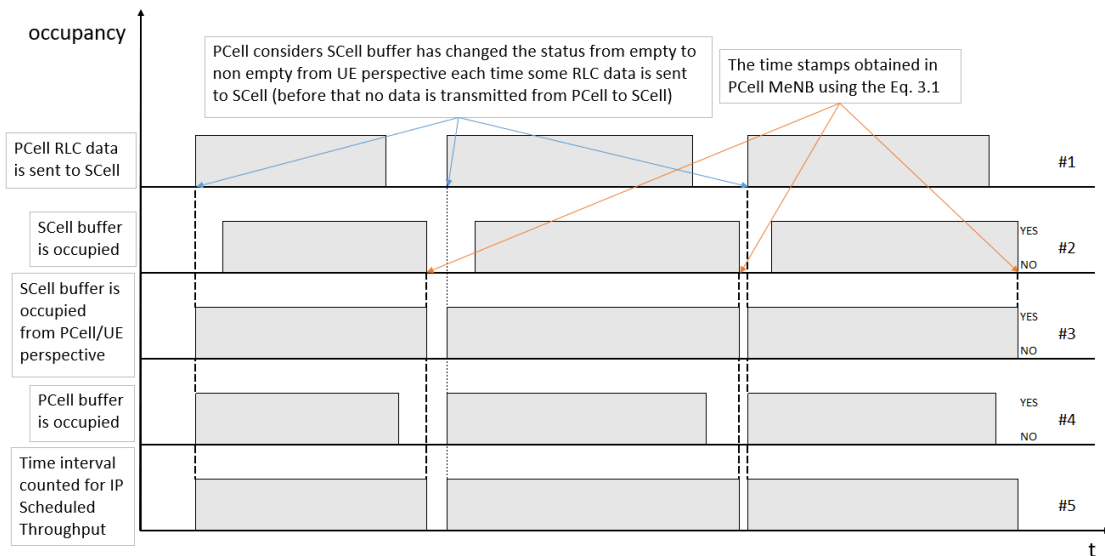 occupancy
PCell considers SCell buffer has changed the status from empty to
non empty from UE perspective each time some RLC data is sent
to SCell (before that no data is transmitted from PCell to SCell)
The time stamps obtained in
PCell MeNB using the Eq. 3.1
PCell RLC data
is sent to SCell
#1
SCell buffer
is occupied
YES
NO
#2
SCell buffer is
occupied
from PCell/UE
perspective
YES
NO
#3
PCell buffer
is occupied
YES
NO
#4
Time interval
counted for IP
Scheduled
Throughput
#5
t